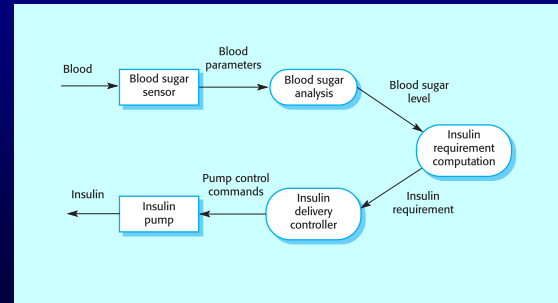 Blood
Blood sugar
sensor
Blood
parameters
Blood sugar
analysis
Blood sugar
level
Insulin
requirement
computation
Insulin
requirement
Insulin
delivery
controller
Pump control
commands
Insulin
pump
Insulin